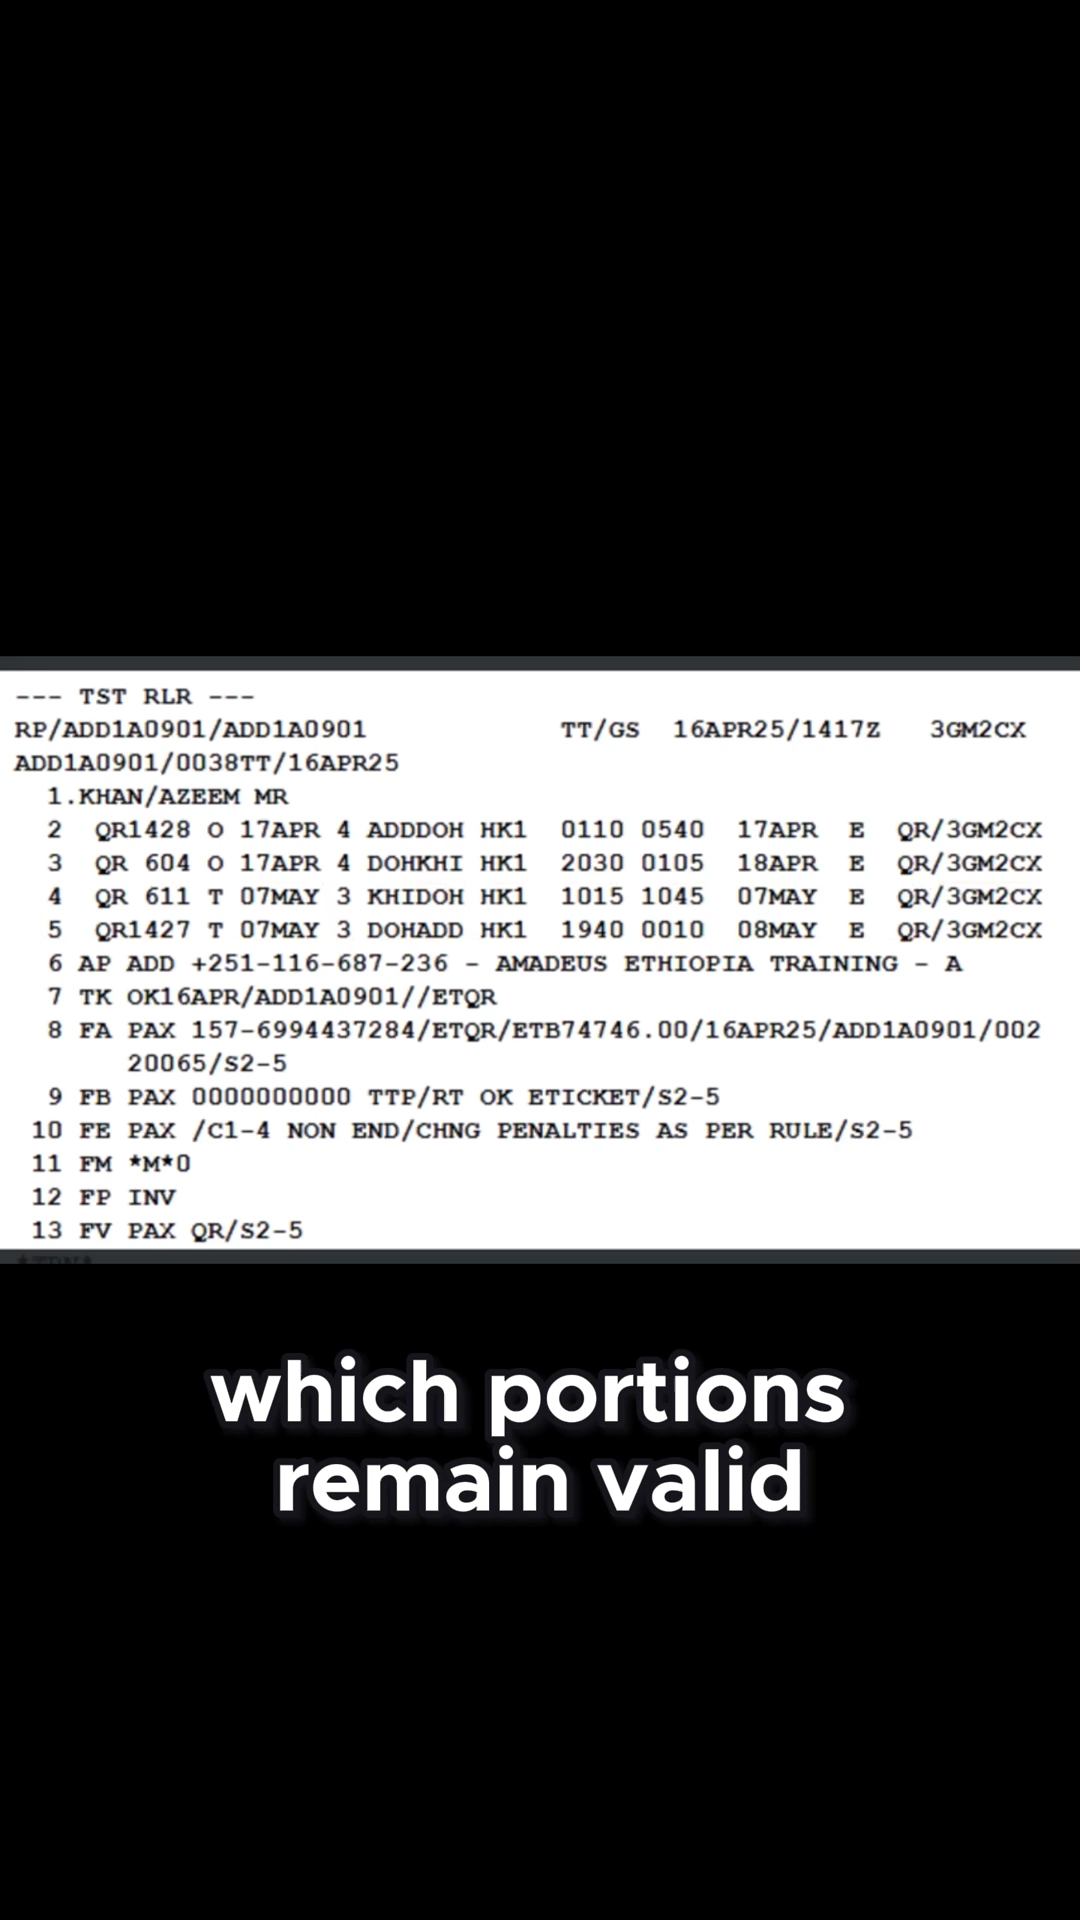 --- TST RLR ---
RP/ADD1A0901/ADD1A0901 TT/GS 16APR25/1417Z 3GM2CX
ADD1A0901/0038TT/16APR25
1.KHAN/AZEEM MR
2 QR1428 O 17APR 4 ADDDOH HK1 0110 0540 17APR E QR/3GM2CX
3 QR 604 O 17APR 4 DOHKHI HK1 2030 0105 18APR E QR/3GM2CX
4 QR 611 T 07MAY 3 KHIDOH HK1 1015 1045 07MAY E QR/3GM2CX
5 QR1427 T 07MAY 3 DOHADD HK1 1940 0010 08MAY E QR/3GM2CX
6 AP ADD +251-116-687-236 - AMADEUS ETHIOPIA TRAINING - A
7 TK OK16APR/ADD1A0901//ETQR
8 FA PAX 157-6994437284/ETQR/ETB74746.00/16APR25/ADD1A0901/002
20065/S2-5
9 FB PAX 0000000000 TTP/RT OK ETICKET/S2-5
10 FE PAX /C1-4 NON END/CHNG PENALTIES AS PER RULE/S2-5
11 FM *M*0
12 FP INV
13 FV PAX QR/S2-5
which portions
remain valid